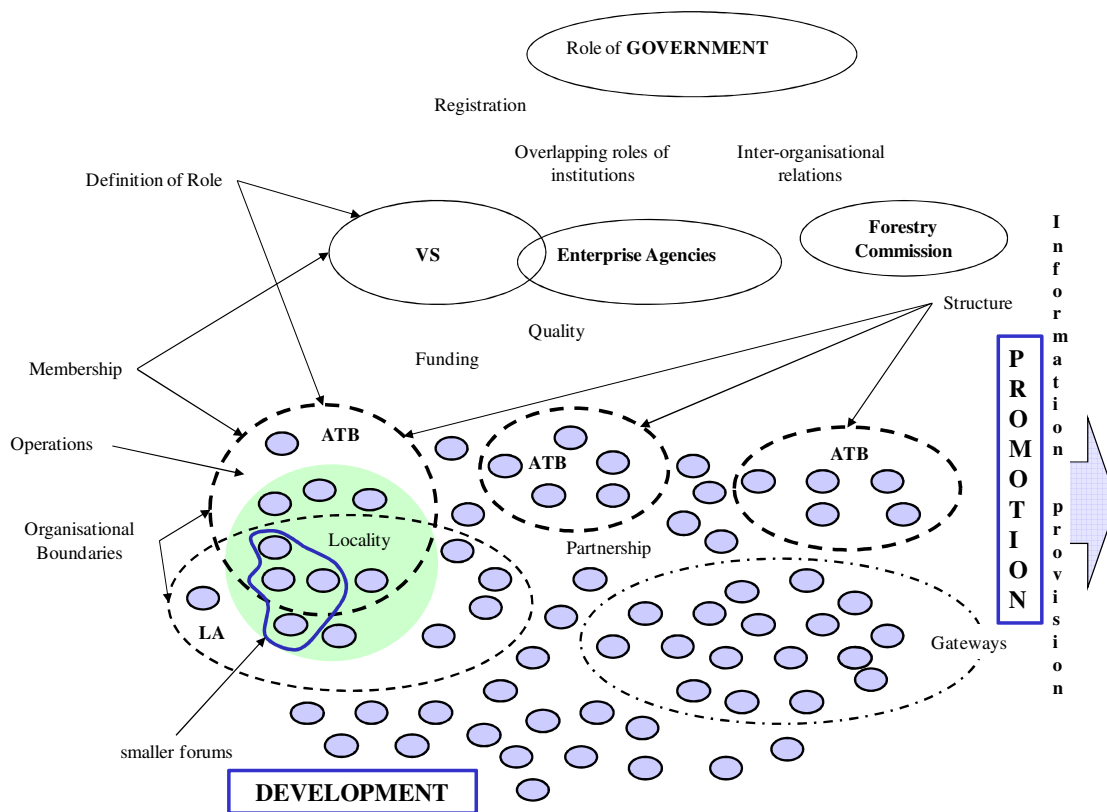 Role of GOVERNMENT
Registration
Overlapping roles of
institutions
Inter-organisational
relations
Definition of Role
VS
Enterprise Agencies
Forestry
Commission
Information provision
Structure
Quality
Funding
PROMOTION
Membership
Operations
ATB
ATB
ATB
Organisational
Boundaries
Locality
Partnership
LA
Gateways
smaller forums
DEVELOPMENT